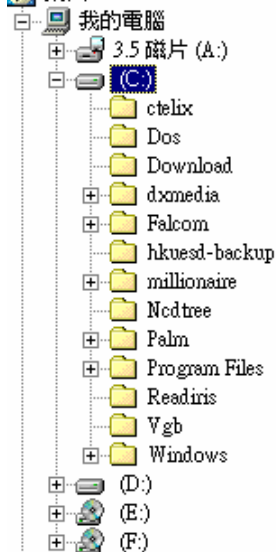 我的電腦
3.5 磁片 (A:)
(C:)
ctelix
Dos
Download
dxmedia
Falcom
hkuesd-backup
millionaire
Ncdtree
Palm
Program Files
Readiris
Vgb
Windows
(D:)
(E:)
(F:)